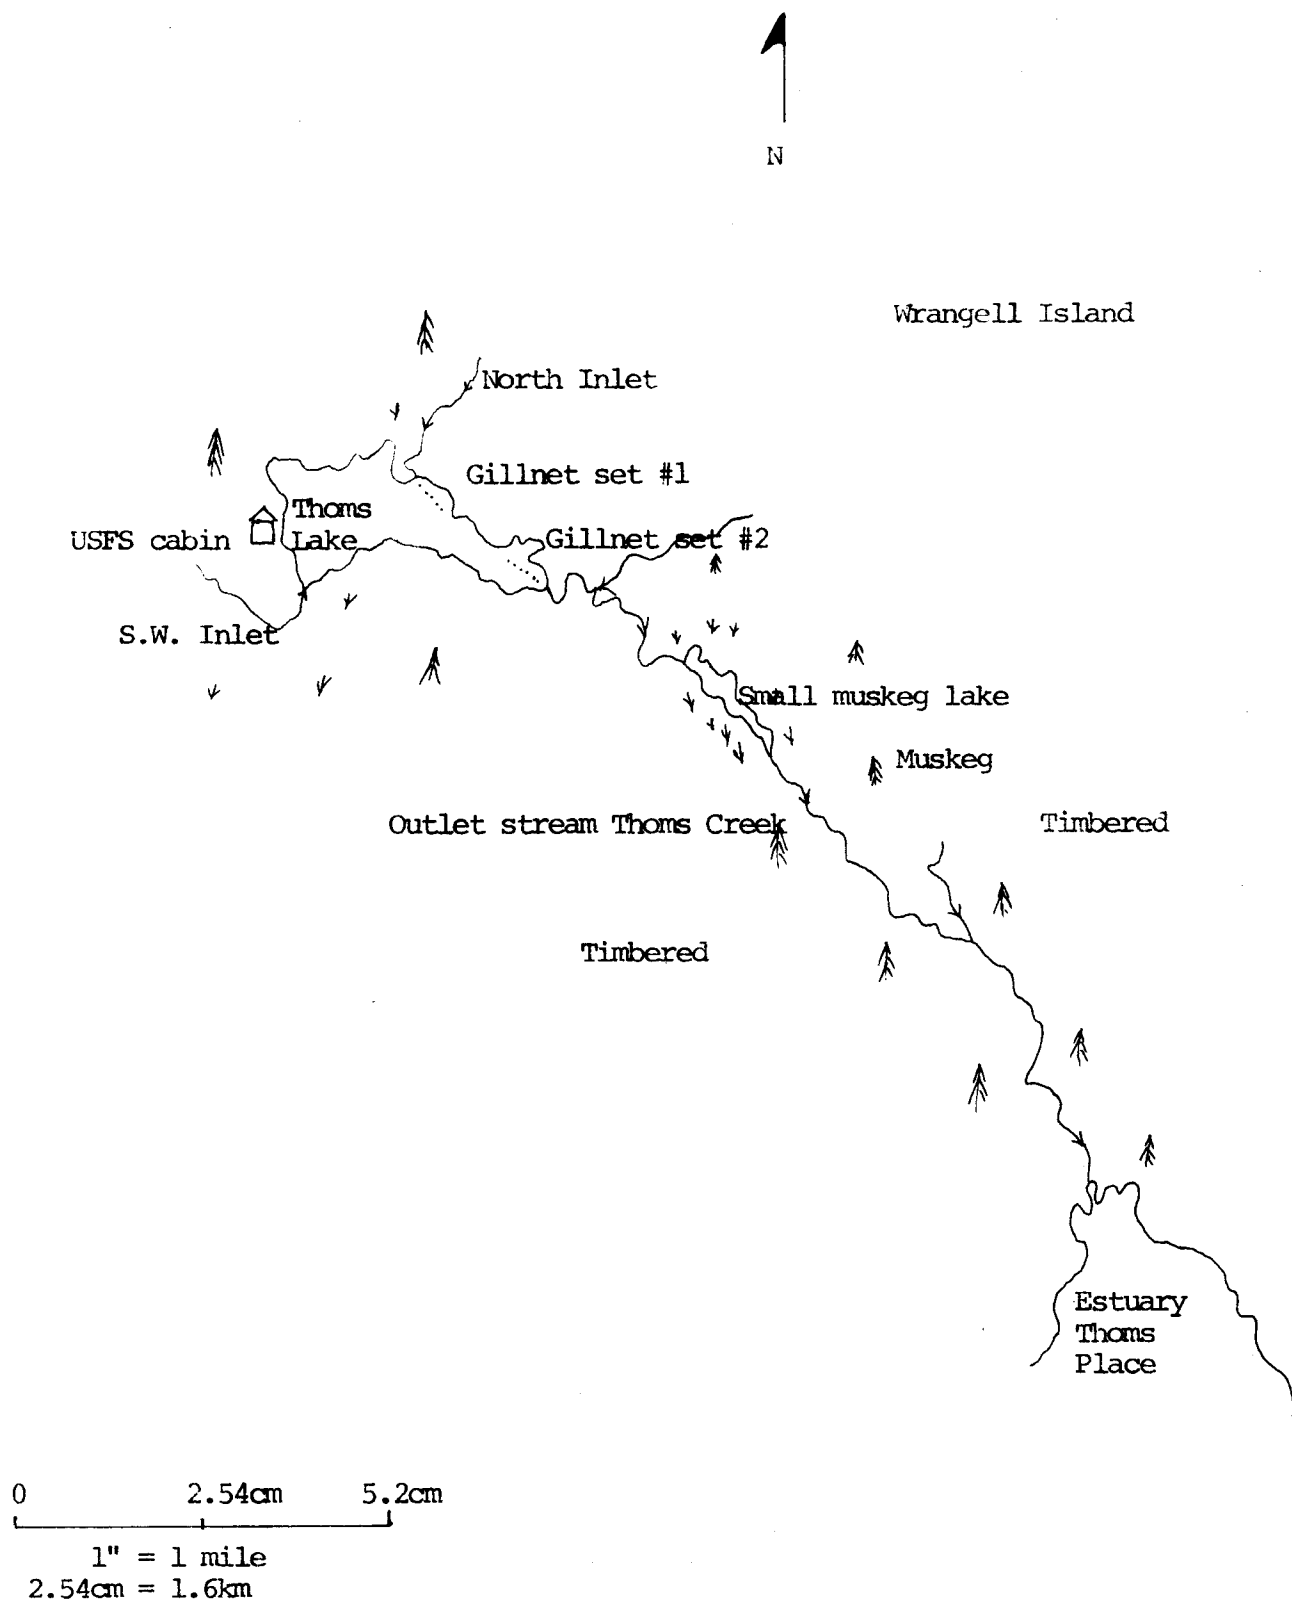 N
Wrangell Island
North Inlet
Gillnet set #1
Thoms
Lake
USFS cabin
Gillnet set #2
S.W. Inlet
Small muskeg lake
Muskeg
Outlet stream Thoms Creek
Timbered
Timbered
Estuary
Thoms
Place
0 2.54cm 5.2cm
1" = 1 mile
2.54cm = 1.6km